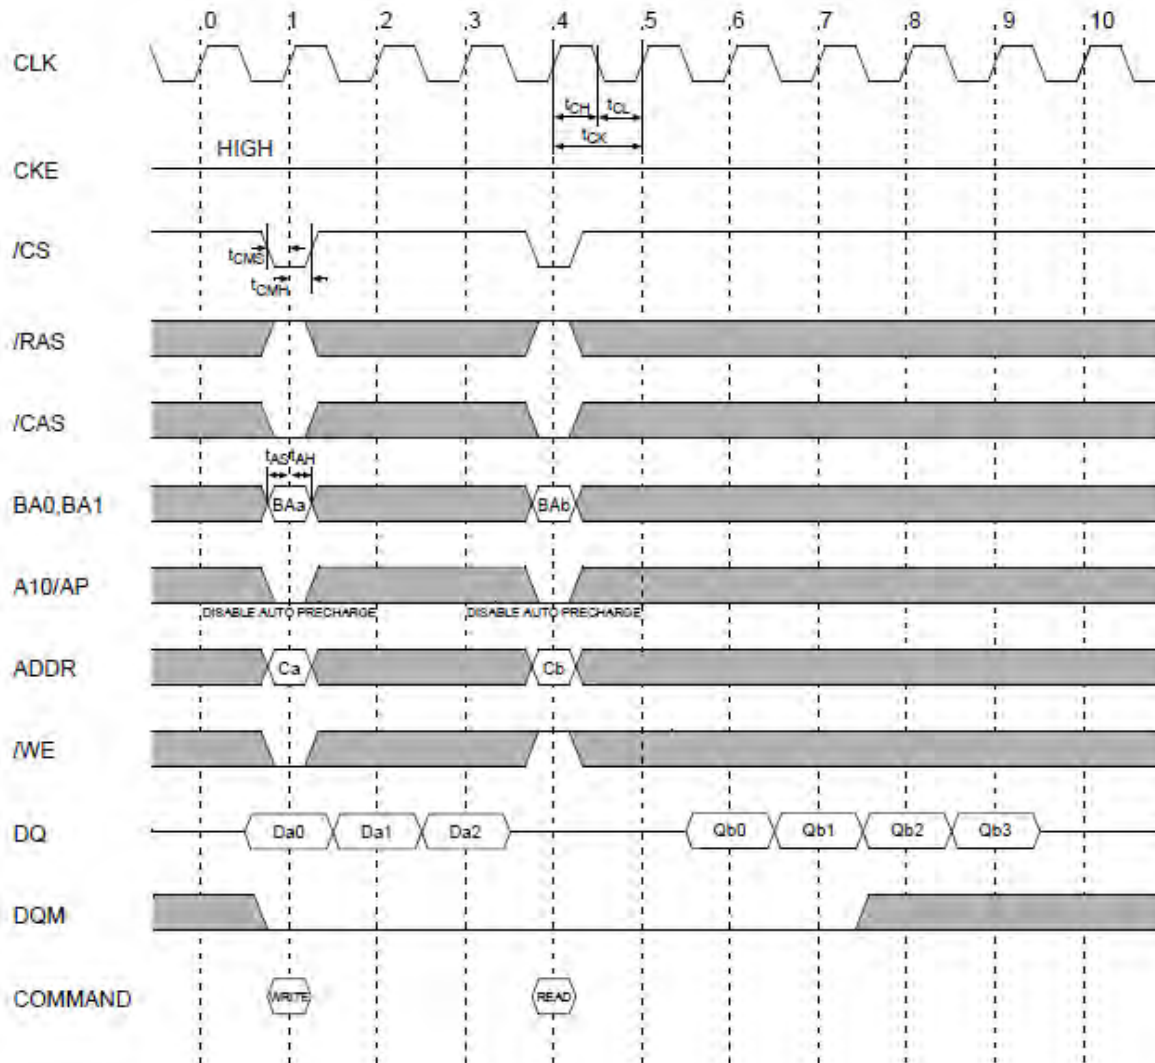 0 1 2 3 4 5 6 7 8 9 10
CLK
tCH tCL
tCK
HIGH
CKE
/CS
tCMS
tCMH
/RAS
/CAS
tAS tAH
BA0,BA1 BAa BAb
A10/AP
DISABLE AUTO PRECHARGE DISABLE AUTO PRECHARGE
ADDR Ca Cb
/WE
DQ Da0 Da1 Da2 Qb0 Qb1 Qb2 Qb3
DQM
COMMAND WRITE READ